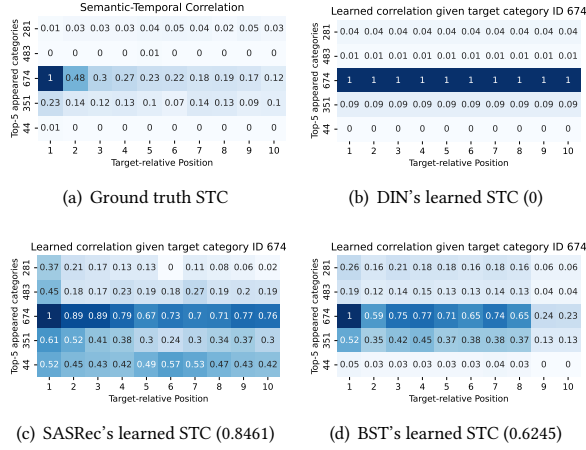 Semantic-Temporal Correlation
Top-5 appeared categories
281 0.01 0.03 0.03 0.03 0.04 0.05 0.04 0.02 0.05 0.03
483 0 0 0 0 0.01 0 0 0 0 0
674 1 0.48 0.3 0.27 0.23 0.22 0.18 0.19 0.17 0.12
351 0.23 0.14 0.12 0.13 0.1 0.07 0.14 0.13 0.09 0.1
44 0.01 0 0 0 0 0 0 0 0 0
1 2 3 4 5 6 7 8 9 10
Target-relative Position
(a) Ground truth STC
Learned correlation given target category ID 674
Top-5 appeared categories
281 0.04 0.04 0.04 0.04 0.04 0.04 0.04 0.04 0.04 0.04
483 0.01 0.01 0.01 0.01 0.01 0.01 0.01 0.01 0.01 0.01
674 1 1 1 1 1 1 1 1 1 1
351 0.09 0.09 0.09 0.09 0.09 0.09 0.09 0.09 0.09 0.09
44 0 0 0 0 0 0 0 0 0 0
1 2 3 4 5 6 7 8 9 10
Target-relative Position
(b) DIN's learned STC (0)
Learned correlation given target category ID 674
Top-5 appeared categories
281 0.37 0.21 0.17 0.13 0.13 0 0.11 0.08 0.06 0.02
483 0.45 0.18 0.17 0.23 0.19 0.18 0.27 0.19 0.2 0.19
674 1 0.89 0.89 0.79 0.67 0.73 0.7 0.71 0.77 0.76
351 0.61 0.52 0.41 0.38 0.3 0.24 0.3 0.34 0.37 0.3
44 0.52 0.45 0.43 0.42 0.49 0.57 0.53 0.47 0.43 0.42
1 2 3 4 5 6 7 8 9 10
Target-relative Position
(c) SASRec's learned STC (0.8461)
Learned correlation given target category ID 674
Top-5 appeared categories
281 0.26 0.16 0.21 0.18 0.16 0.13 0.18 0.16 0.06 0.06
483 0.19 0.12 0.14 0.15 0.13 0.14 0.16 0.13 0.04 0.04
674 1 0.59 0.75 0.77 0.71 0.65 0.74 0.65 0.24 0.23
351 0.52 0.35 0.42 0.45 0.37 0.38 0.38 0.37 0.13 0.13
44 0.05 0.03 0.03 0.04 0.03 0.03 0.03 0.04 0 0
1 2 3 4 5 6 7 8 9 10
Target-relative Position
(d) BST's learned STC (0.6245)